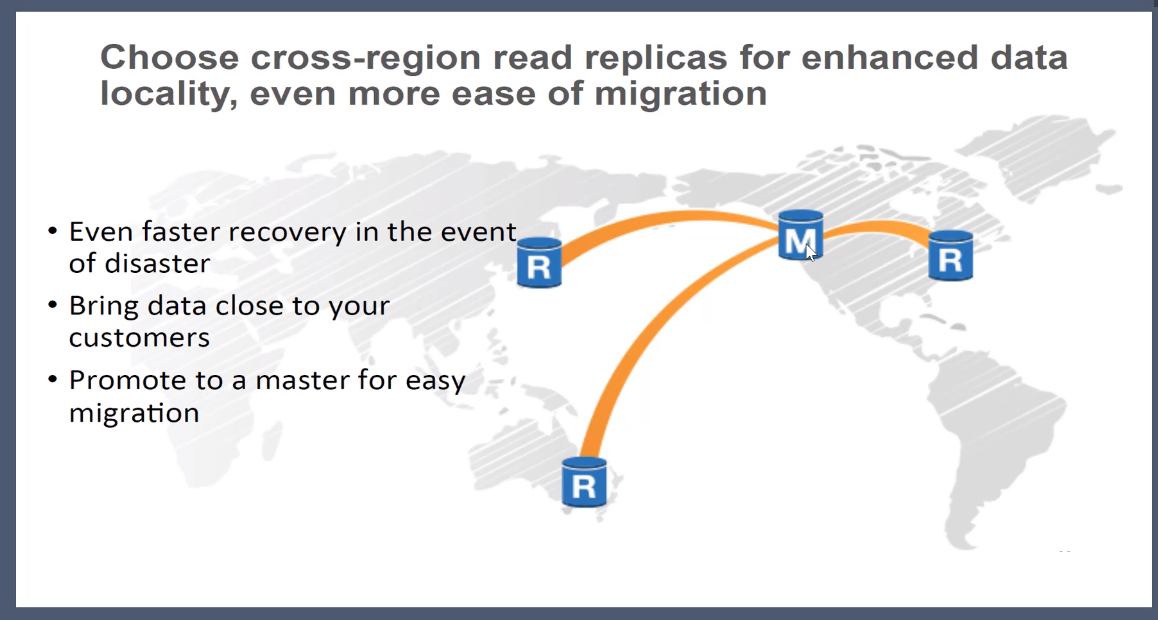 Choose cross-region read replicas for enhanced data
locality, even more ease of migration
• Even faster recovery in the event
of disaster
• Bring data close to your
customers
• Promote to a master for easy
migration
R
M
R
R